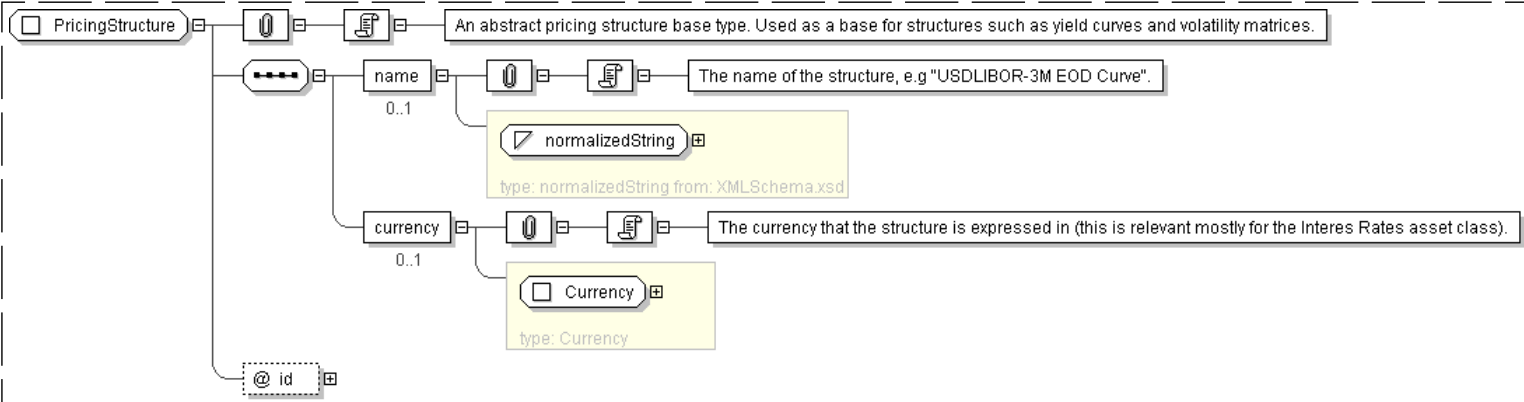 PricingStructure
An abstract pricing structure base type. Used as a base for structures such as yield curves and volatility matrices.
name
The name of the structure, e.g "USDLIBOR-3M EOD Curve".
0..1
normalizedString
type: normalizedString from: XMLSchema.xsd
currency
The currency that the structure is expressed in (this is relevant mostly for the Interes Rates asset class).
0..1
Currency
type: Currency
@ id